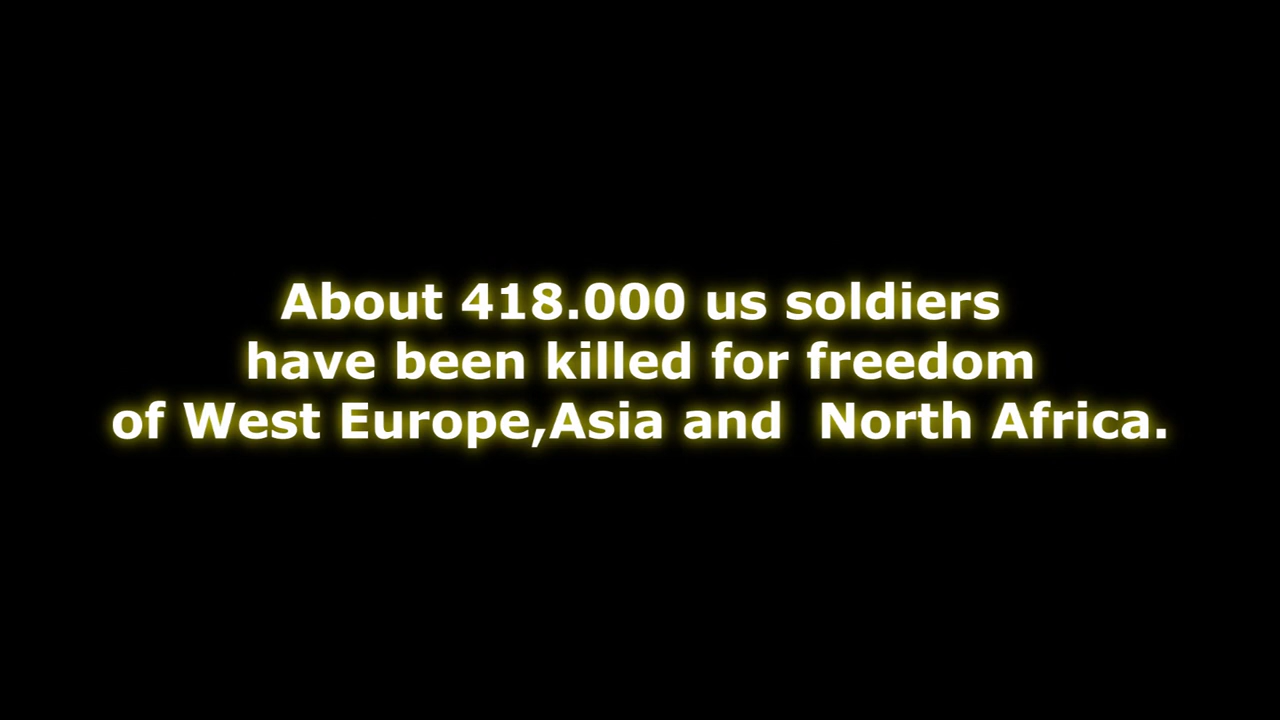 About 418.000 us soldiers
have been killed for freedom
of West Europe,Asia and  North Africa.